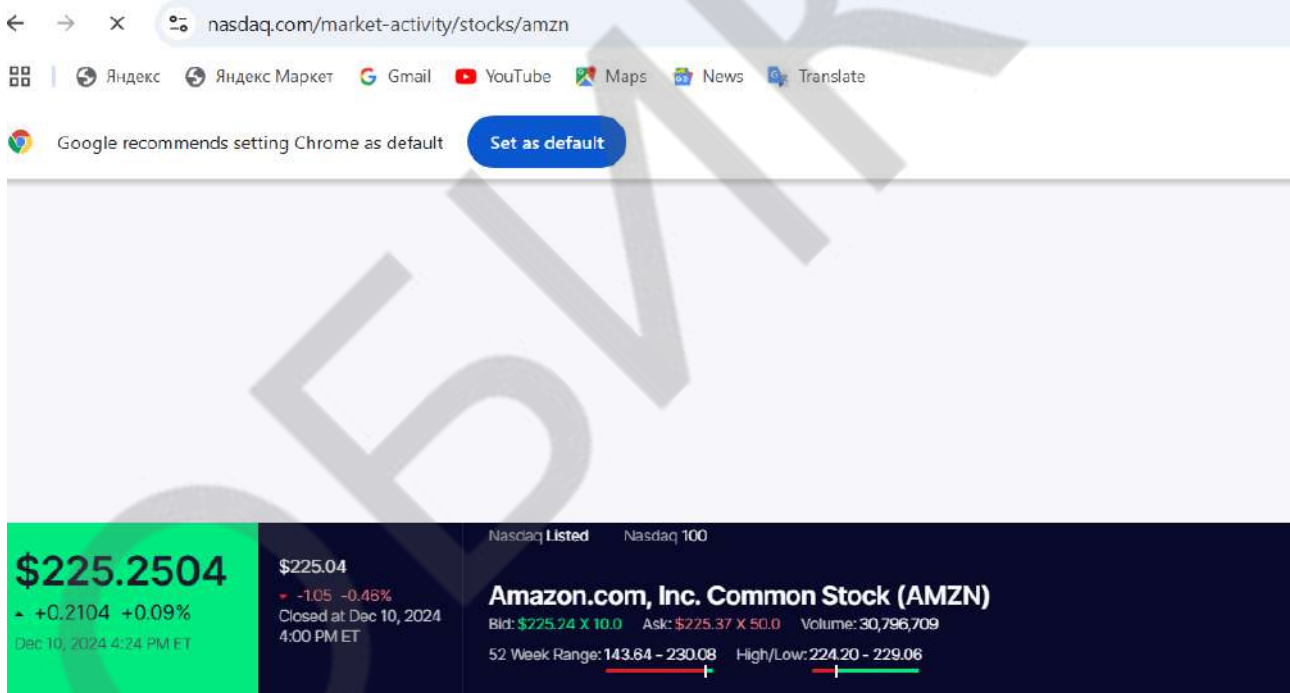 nasdaq.com/market-activity/stocks/amzn
Яндекс Яндекс Маркет Gmail YouTube Maps News Translate
Google recommends setting Chrome as default Set as default
ОБИК
$225.2504
+0.2104 +0.09%
Dec 10, 2024 4:24 PM ET
$225.04
-1.05 -0.46%
Closed at Dec 10, 2024
4:00 PM ET
Nasdaq Listed Nasdaq 100
Amazon.com, Inc. Common Stock (AMZN)
Bid: $225.24 X 10.0 Ask: $225.37 X 50.0 Volume: 30,796,709
52 Week Range: 143.64 - 230.08 High/Low: 224.20 - 229.06